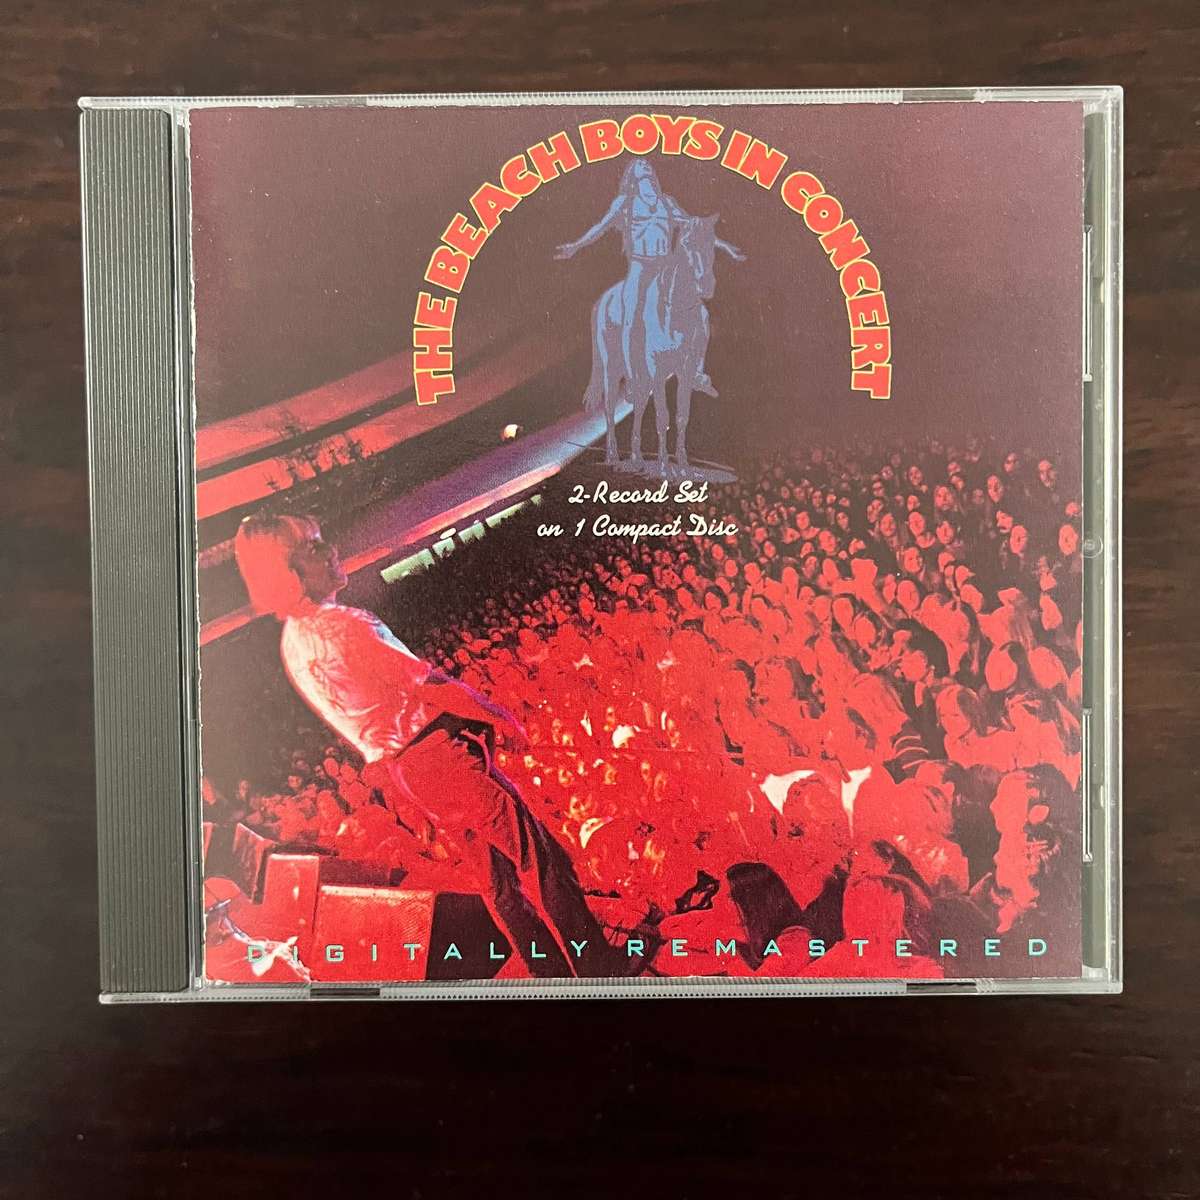 THE BEACH BOYS IN CONCERT
2-Record Set
on 1 Compact Disc
DIGITALLY REMASTERED